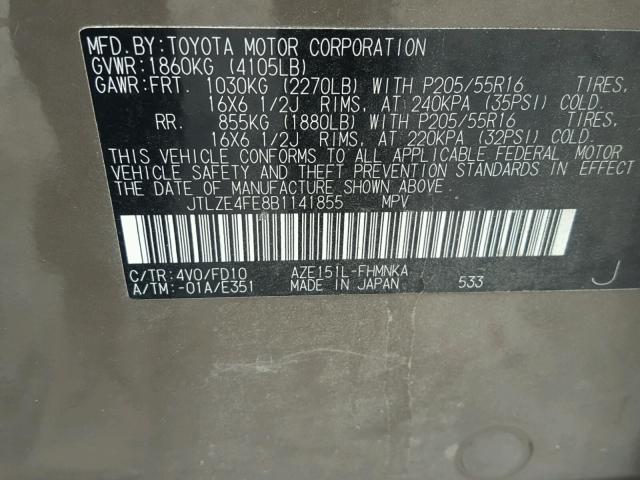 MFD.BY:TOYOTA MOTOR CORPORATION
GVWR:1860KG (4105LB)
GAWR:FRT. 1030KG (2270LB) WITH P205/55R16 TIRES,
16X6 1/2J RIMS, AT 240KPA (35PSI) COLD.
RR. 855KG (1880LB) WITH P205/55R16 TIRES,
16X6 1/2J RIMS, AT 220KPA (32PSI) COLD.
THIS VEHICLE CONFORMS TO ALL APPLICABLE FEDERAL MOTOR
VEHICLE SAFETY AND THEFT PREVENTION STANDARDS IN EFFECT
ON THE DATE OF MANUFACTURE SHOWN ABOVE.
JTLZE4FE8B1141855 MPV
C/TR:4V0/FD10 AZE151L-FHMNKA
A/TM:-01A/E351 MADE IN JAPAN 533 J